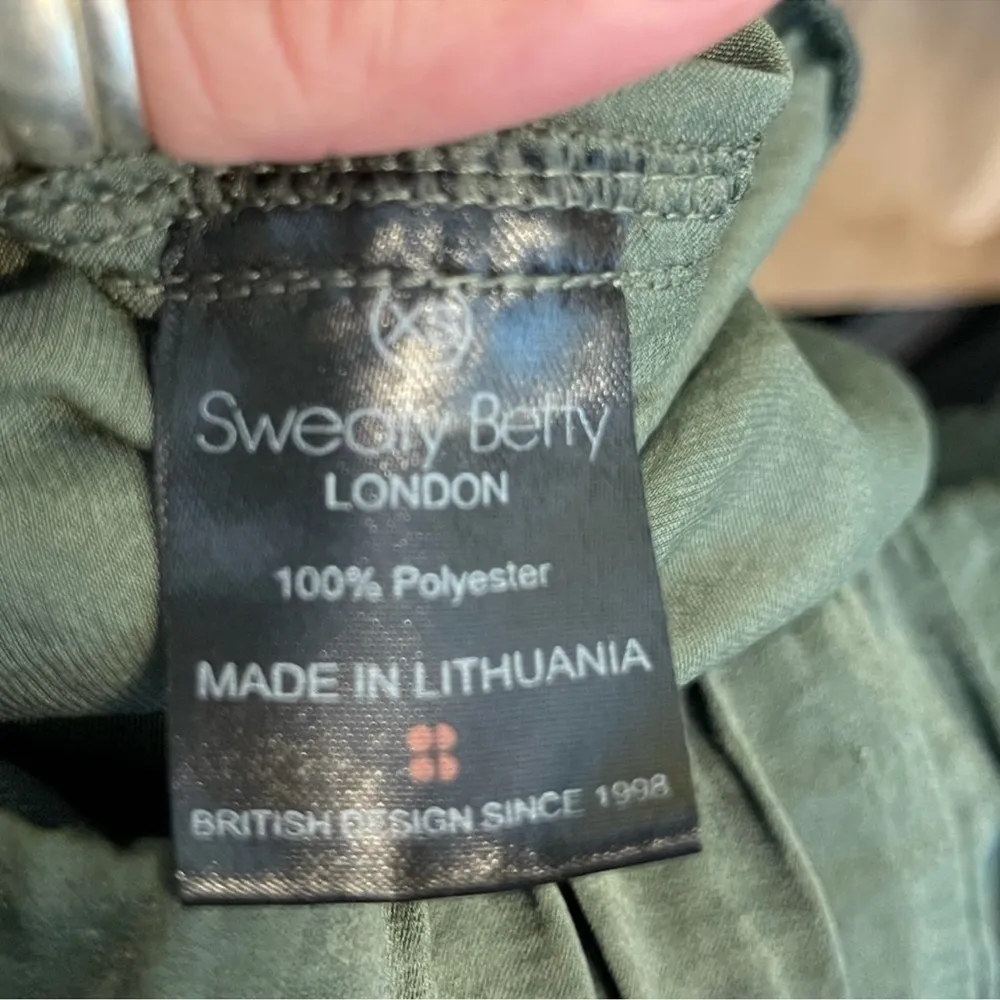 XS
Sweaty Betty
LONDON
100% Polyester
MADE IN LITHUANIA
BRITISH DESIGN SINCE 1998